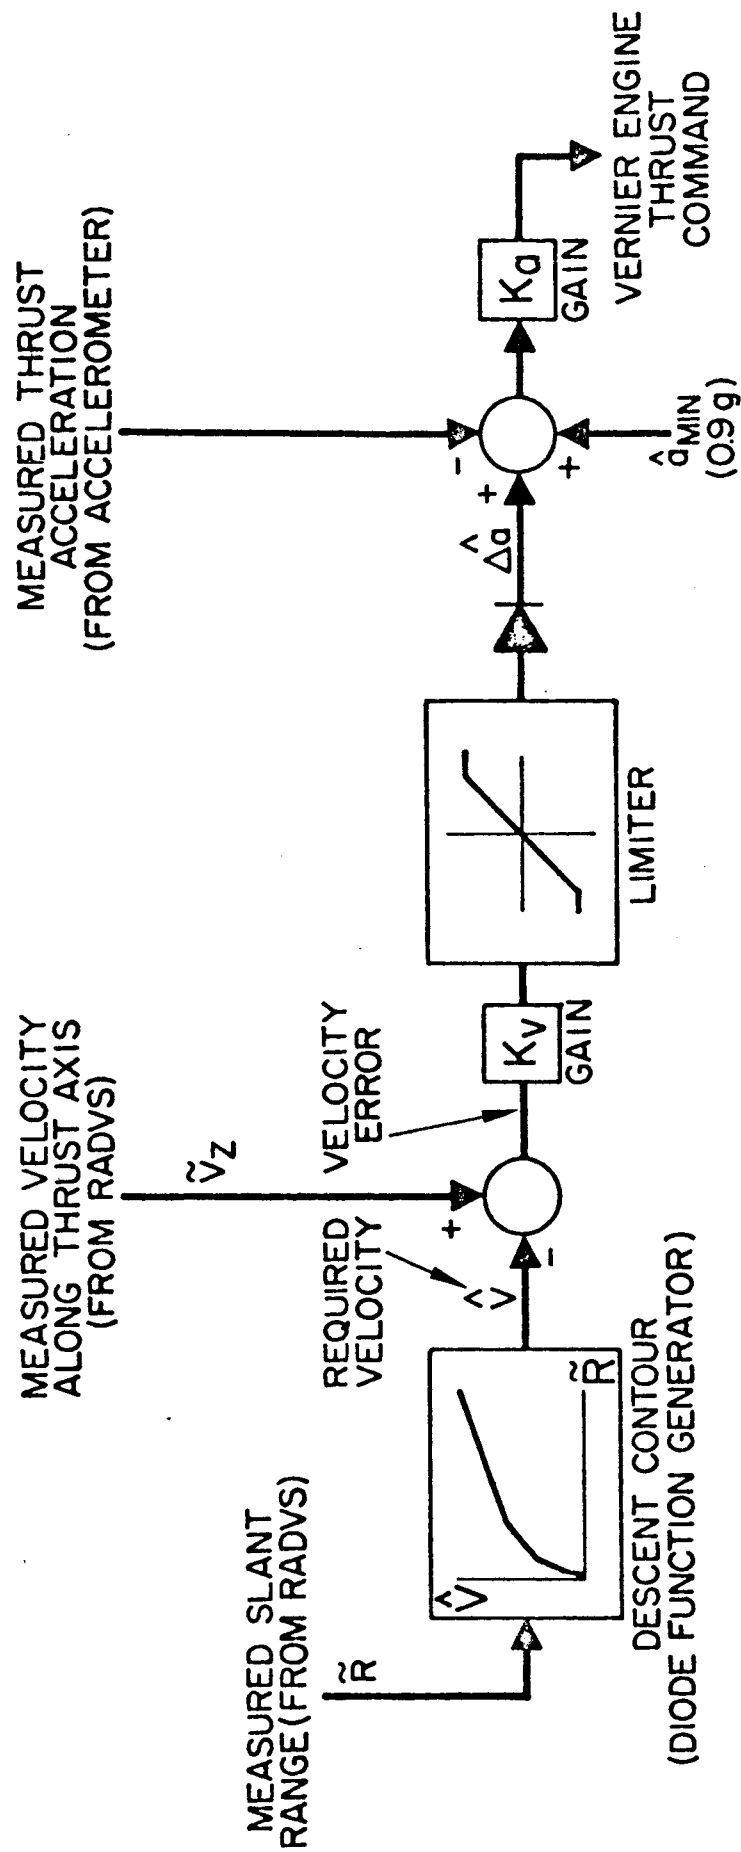 MEASURED SLANT
RANGE (FROM RADVS)
R̃
V̂
R̃
DESCENT CONTOUR
(DIODE FUNCTION GENERATOR)
MEASURED VELOCITY
ALONG THRUST AXIS
(FROM RADVS)
ṽZ
REQUIRED
VELOCITY
V̂
+
-
VELOCITY
ERROR
KV
GAIN
LIMITER
Δ̂a
MEASURED THRUST
ACCELERATION
(FROM ACCELEROMETER)
-
+
+
âMIN
(0.9g)
Ka
GAIN
VERNIER ENGINE
THRUST
COMMAND